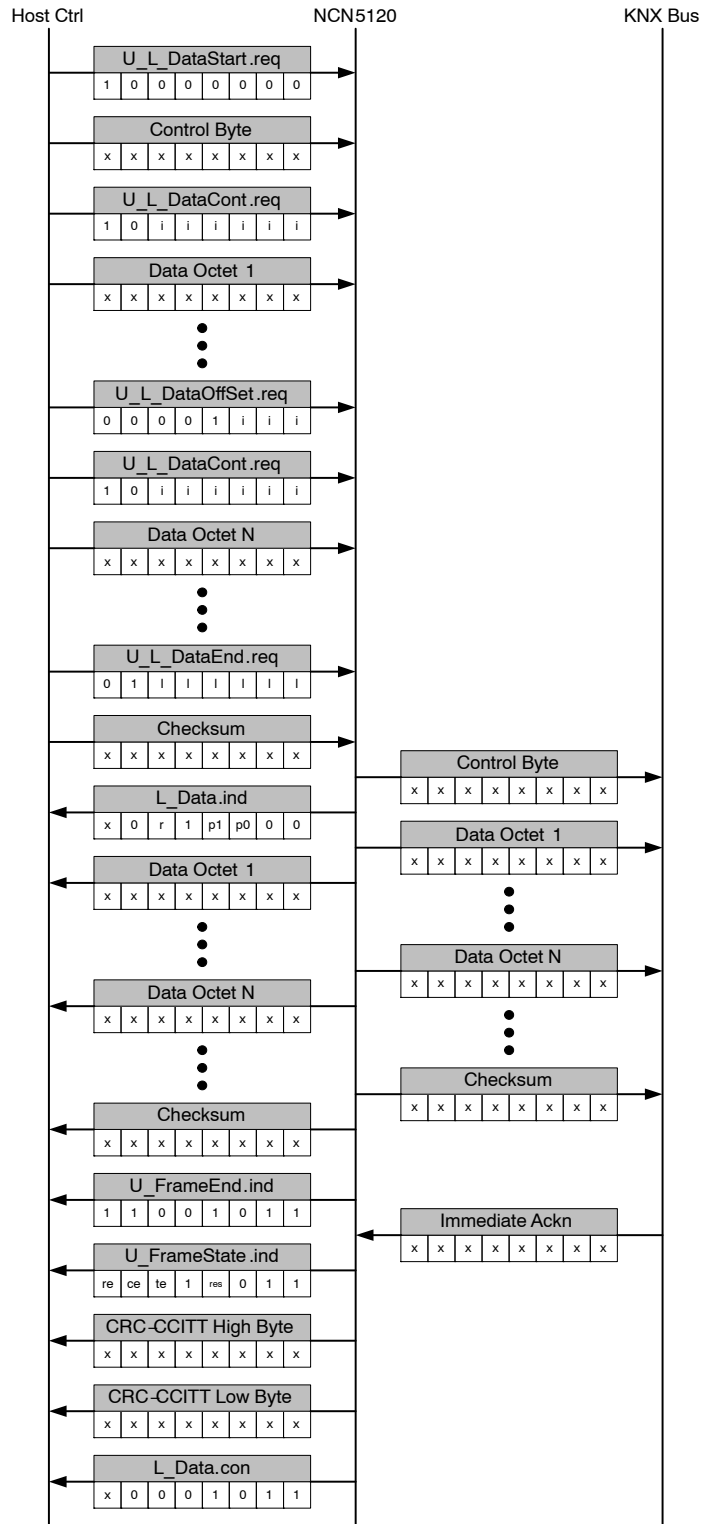 Host Ctrl NCN5120 KNX Bus
U_L_DataStart.req
1 0 0 0 0 0 0 0
Control Byte
x x x x x x x x
U_L_DataCont.req
1 0 i i i i i i
Data Octet 1
x x x x x x x x
U_L_DataOffSet.req
0 0 0 0 1 i i i
U_L_DataCont.req
1 0 i i i i i i
Data Octet N
x x x x x x x x
U_L_DataEnd.req
0 1 l l l l l l
Checksum
x x x x x x x x
Control Byte
x x x x x x x x
L_Data.ind
x 0 r 1 p1 p0 0 0
Data Octet 1
x x x x x x x x
Data Octet 1
x x x x x x x x
Data Octet N
x x x x x x x x
Data Octet N
x x x x x x x x
Checksum
x x x x x x x x
Checksum
x x x x x x x x
U_FrameEnd.ind
1 1 0 0 1 0 1 1
Immediate Ackn
x x x x x x x x
U_FrameState.ind
re ce te 1 res 0 1 1
CRC-CCITT High Byte
x x x x x x x x
CRC-CCITT Low Byte
x x x x x x x x
L_Data.con
x 0 0 0 1 0 1 1